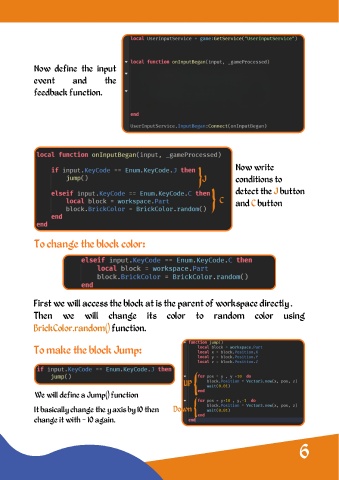 local UserInputService = game:GetService("UserInputService")
Now define the input
event and the
feedback function.
local function onInputBegan(input, _gameProcessed)
end
UserInputService.InputBegan:Connect(onInputBegan)
local function onInputBegan(input, _gameProcessed)
if input.KeyCode == Enum.KeyCode.J then
jump()
J
elseif input.KeyCode == Enum.KeyCode.C then
local block = workspace.Part
C
block.BrickColor = BrickColor.random()
end
end
Now write
conditions to
detect the J button
and C button
To change the block color:
elseif input.KeyCode == Enum.KeyCode.C then
local block = workspace.Part
block.BrickColor = BrickColor.random()
end
First we will access the block at is the parent of workspace directly .
Then we will change its color to random color using
BrickColor.random() function.
To make the block Jump:
if input.KeyCode == Enum.KeyCode.J then
jump()
We will define a Jump() function
It basically change the y axis by 10 then
change it with - 10 again.
function jump()
local block = workspace.Part
local x = block.Position.X
local y = block.Position.Y
local z = block.Position.Z
UP
for pos = y , y +10 do
block.Position = Vector3.new(x, pos, z)
wait(0.01)
end
Down
for pos = y+10 , y,-1 do
block.Position = Vector3.new(x, pos, z)
wait(0.01)
end
end
6